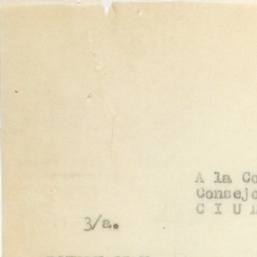 A la Co
Consejo
C I U
3/a.